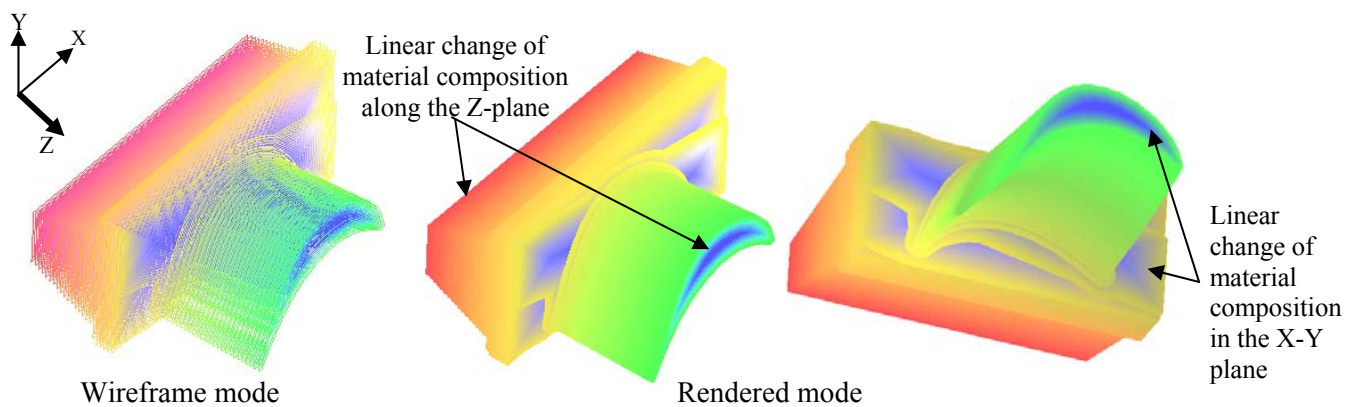 Y
X
Z
Linear change of
material composition
along the Z-plane
Linear
change of
material
composition
in the X-Y
plane
Wireframe mode
Rendered mode